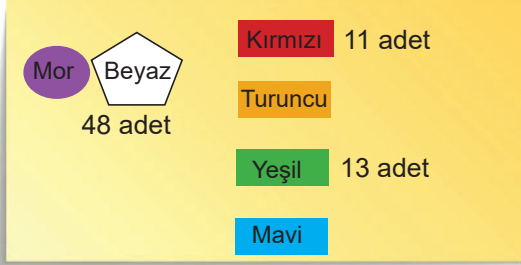 Mor Beyaz
48 adet
Kırmızı 11 adet
Turuncu
Yeşil 13 adet
Mavi